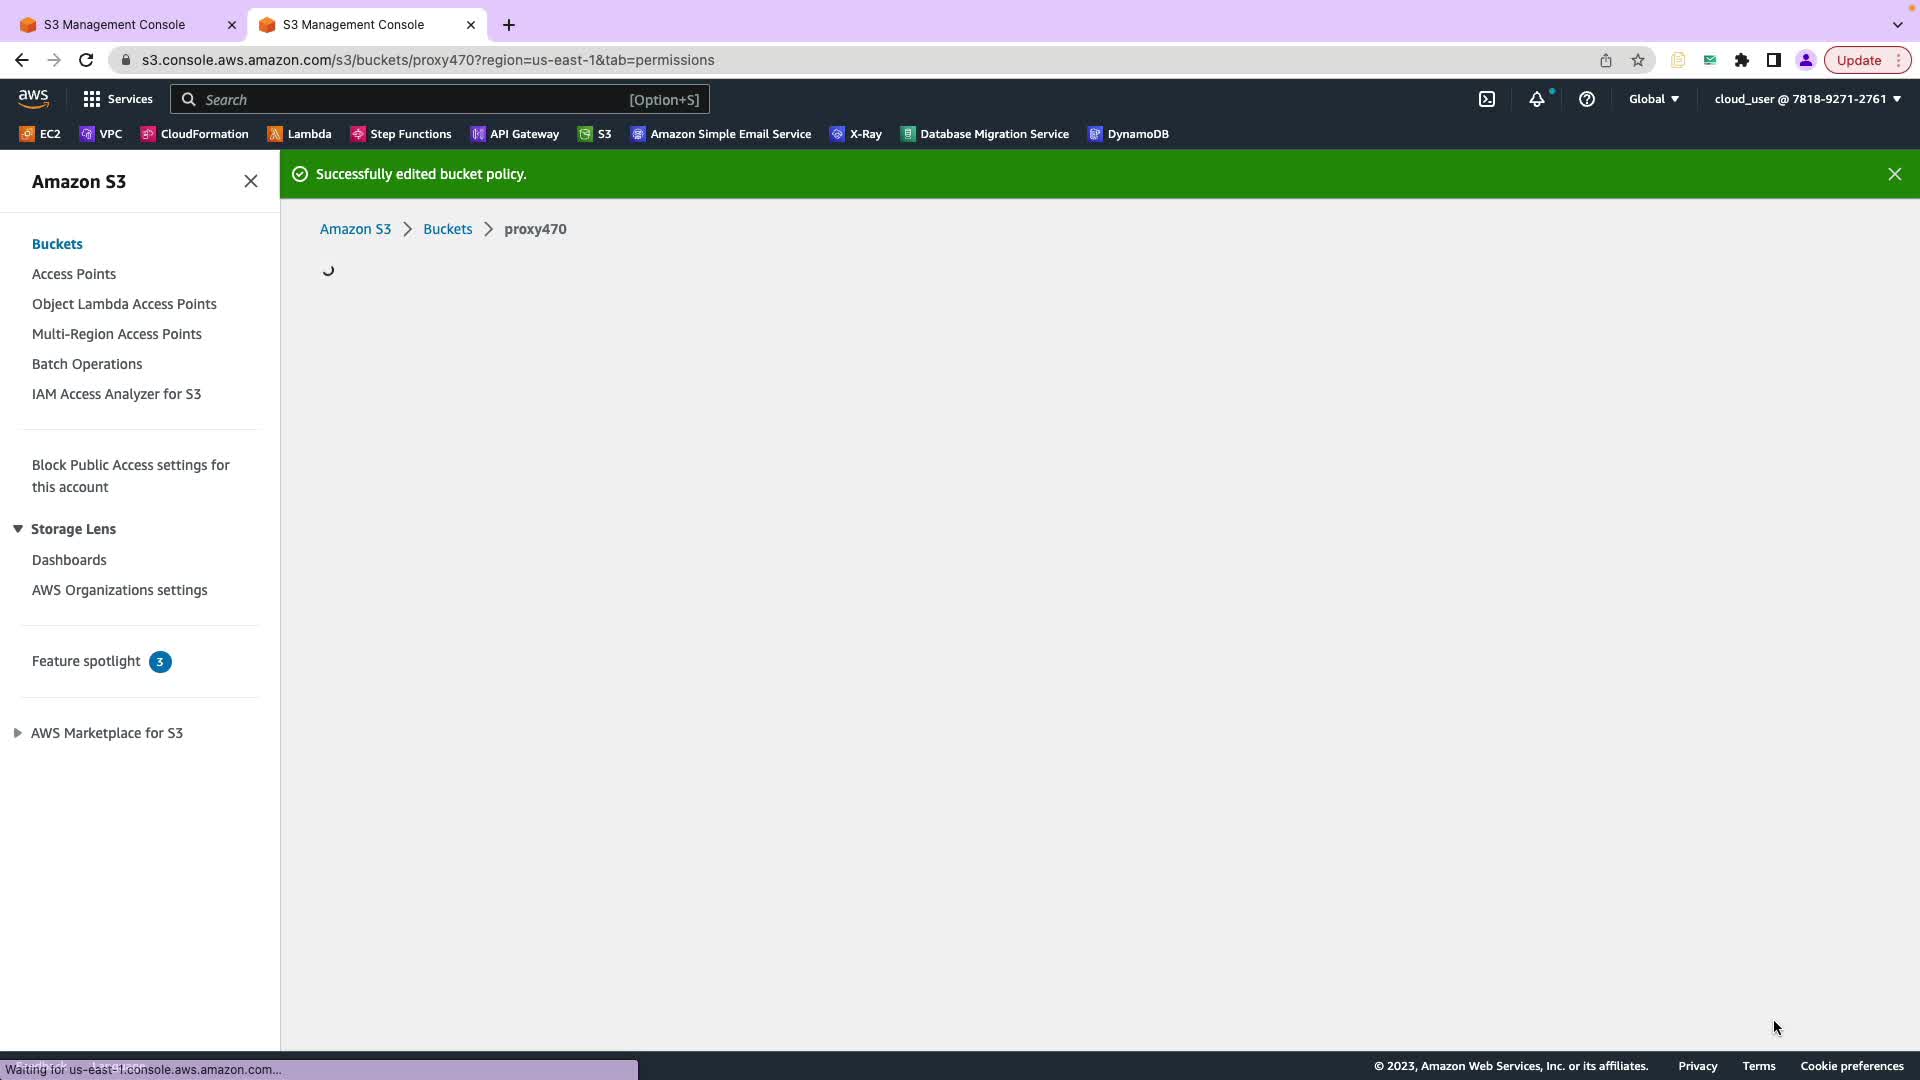 S3 Management Console
S3 Management Console
s3.console.aws.amazon.com/s3/buckets/proxy470?region=us-east-1&tab=permissions
Update
aws
Services
Search
[Option+S]
Global
cloud_user @ 7818-9271-2761
EC2
VPC
CloudFormation
Lambda
Step Functions
API Gateway
S3
Amazon Simple Email Service
X-Ray
Database Migration Service
DynamoDB
Amazon S3
Successfully edited bucket policy.
Amazon S3
Buckets
proxy470
Buckets
Access Points
Object Lambda Access Points
Multi-Region Access Points
Batch Operations
IAM Access Analyzer for S3
Block Public Access settings for
this account
Storage Lens
Dashboards
AWS Organizations settings
Feature spotlight 3
AWS Marketplace for S3
Waiting for us-east-1.console.aws.amazon.com...
© 2023, Amazon Web Services, Inc. or its affiliates.
Privacy
Terms
Cookie preferences